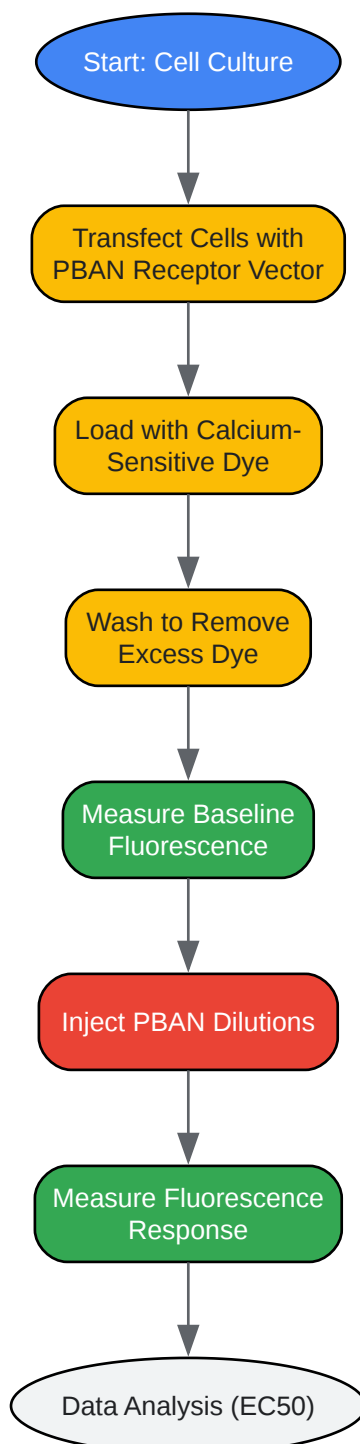 Start: Cell Culture
Transfect Cells with
PBAN Receptor Vector
Load with Calcium-
Sensitive Dye
Wash to Remove
Excess Dye
Measure Baseline
Fluorescence
Inject PBAN Dilutions
Measure Fluorescence
Response
Data Analysis (EC50)